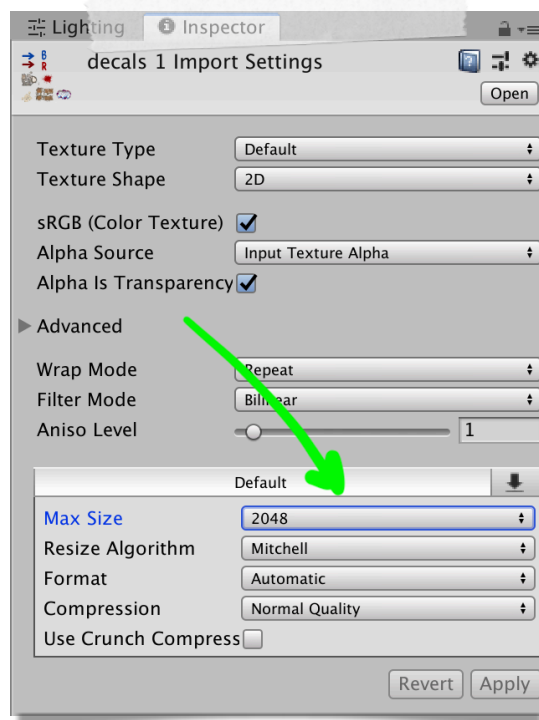 Lighting Inspector
B
R
decals 1 Import Settings
Open
Texture Type Default
Texture Shape 2D
sRGB (Color Texture)
Alpha Source Input Texture Alpha
Alpha Is Transparency
Advanced
Wrap Mode Repeat
Filter Mode Bilinear
Aniso Level 1
Default
Max Size 2048
Resize Algorithm Mitchell
Format Automatic
Compression Normal Quality
Use Crunch Compress
Revert Apply